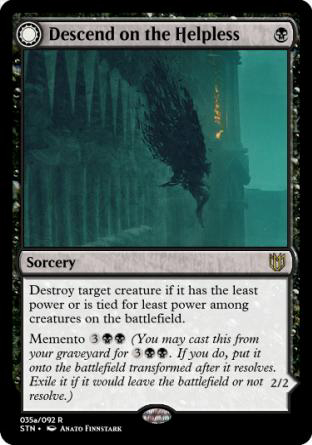 Descend on the Helpless
Sorcery
Destroy target creature if it has the least
power or is tied for least power among
creatures on the battlefield.
Memento 3 (You may cast this from
your graveyard for 3. If you do, put it
onto the battlefield transformed after it resolves.
Exile it if it would leave the battlefield or not
resolve.)
2/2
035a/092 R
STN • Anato Finnstark